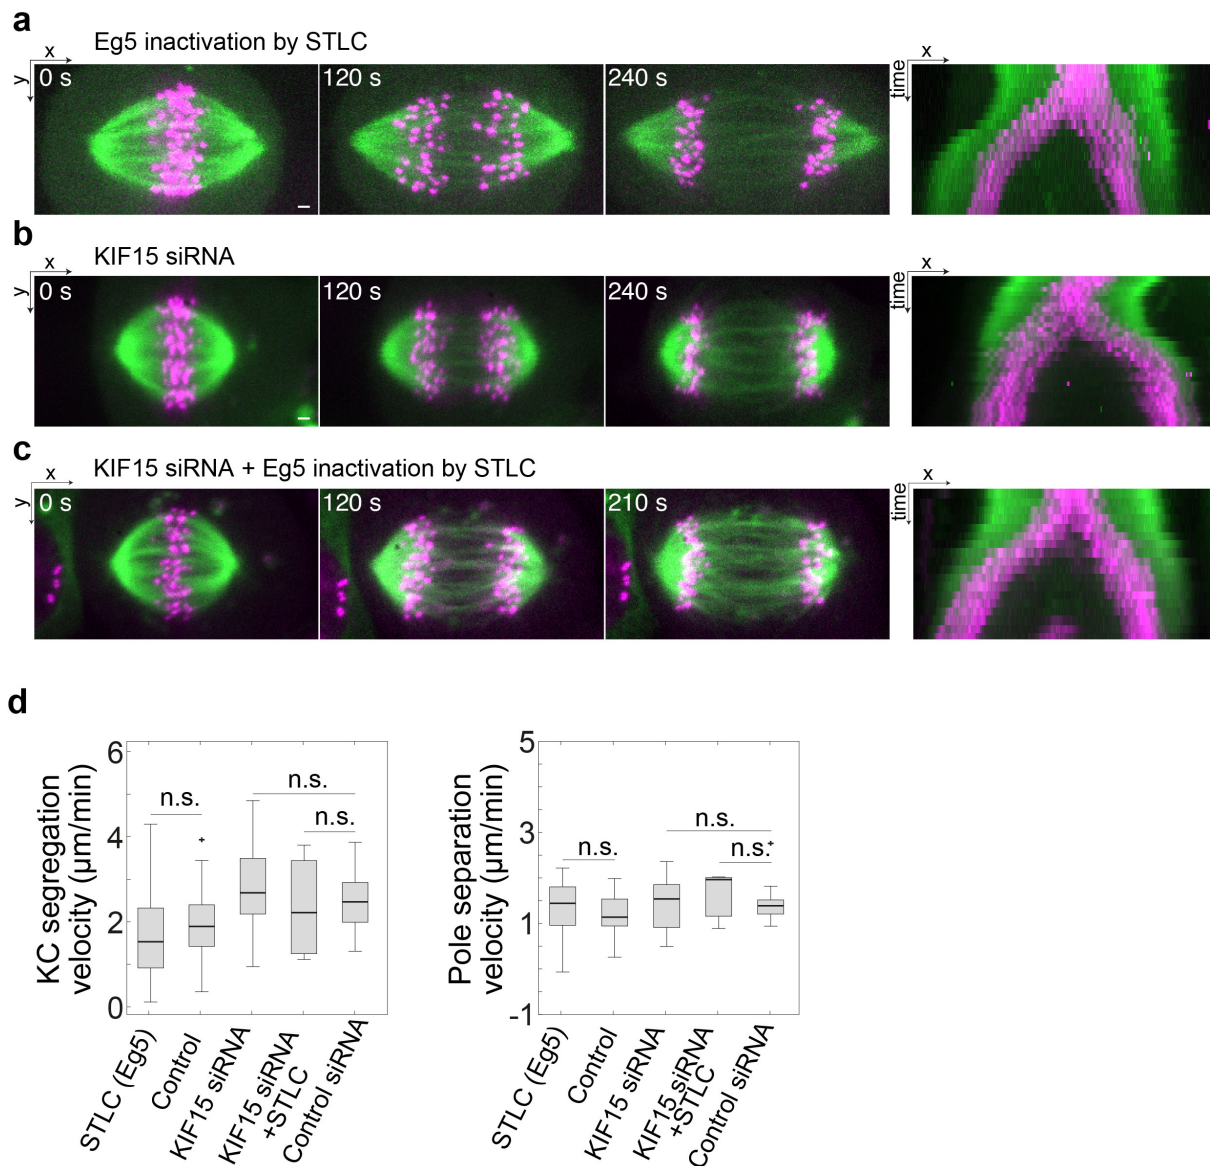 a
Eg5 inactivation by STLC
x
y
0 s
120 s
240 s
x
time
b
KIF15 siRNA
x
y
0 s
120 s
240 s
x
time
c
KIF15 siRNA + Eg5 inactivation by STLC
x
y
0 s
120 s
210 s
x
time
d
KC segregation
velocity (µm/min)
6
4
2
0
n.s.
n.s.
n.s.
STLC (Eg5)
Control
KIF15 siRNA
KIF15 siRNA
+STLC
Control siRNA
Pole separation
velocity (µm/min)
5
3
1
-1
n.s.
n.s.
n.s.
STLC (Eg5)
Control
KIF15 siRNA
KIF15 siRNA
+STLC
Control siRNA